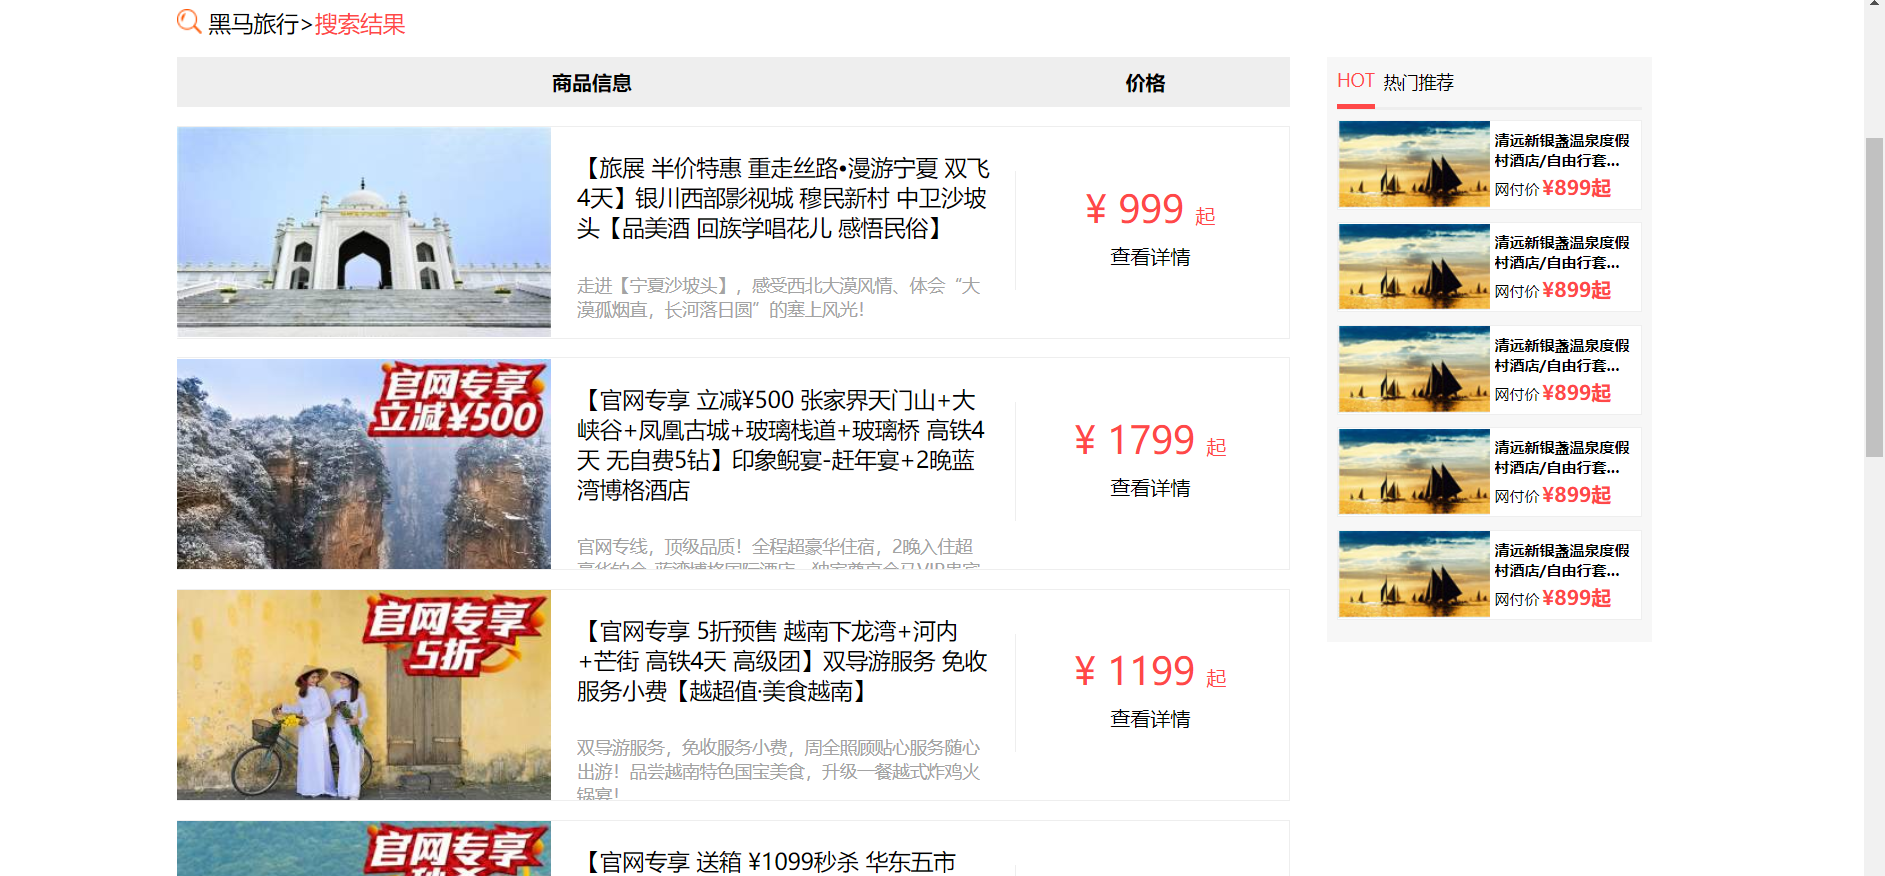 黑马旅行>搜索结果
商品信息 价格
【旅展 半价特惠 重走丝路•漫游宁夏 双飞
4天】银川西部影视城 穆民新村 中卫沙坡
头【品美酒 回族学唱花儿 感悟民俗】
走进【宁夏沙坡头】，感受西北大漠风情、体会“大
漠孤烟直，长河落日圆”的塞上风光！
¥ 999 起
查看详情
官网专享
立减¥500
【官网专享 立减¥500 张家界天门山+大
峡谷+凤凰古城+玻璃栈道+玻璃桥 高铁4
天 无自费5钻】印象鲵宴-赶年宴+2晚蓝
湾博格酒店
官网专线，顶级品质！全程超豪华住宿，2晚入住超
¥ 1799 起
查看详情
官网专享
5折
【官网专享 5折预售 越南下龙湾+河内
+芒街 高铁4天 高级团】双导游服务 免收
服务小费【越超值·美食越南】
双导游服务，免收服务小费，周全照顾贴心服务随心
出游！品尝越南特色国宝美食，升级一餐越式炸鸡火
锅宴！
¥ 1199 起
查看详情
官网专享
【官网专享 送箱 ¥1099秒杀 华东五市
HOT 热门推荐
清远新银盏温泉度假
村酒店/自由行套...
网付价 ¥899起
清远新银盏温泉度假
村酒店/自由行套...
网付价 ¥899起
清远新银盏温泉度假
村酒店/自由行套...
网付价 ¥899起
清远新银盏温泉度假
村酒店/自由行套...
网付价 ¥899起
清远新银盏温泉度假
村酒店/自由行套...
网付价 ¥899起